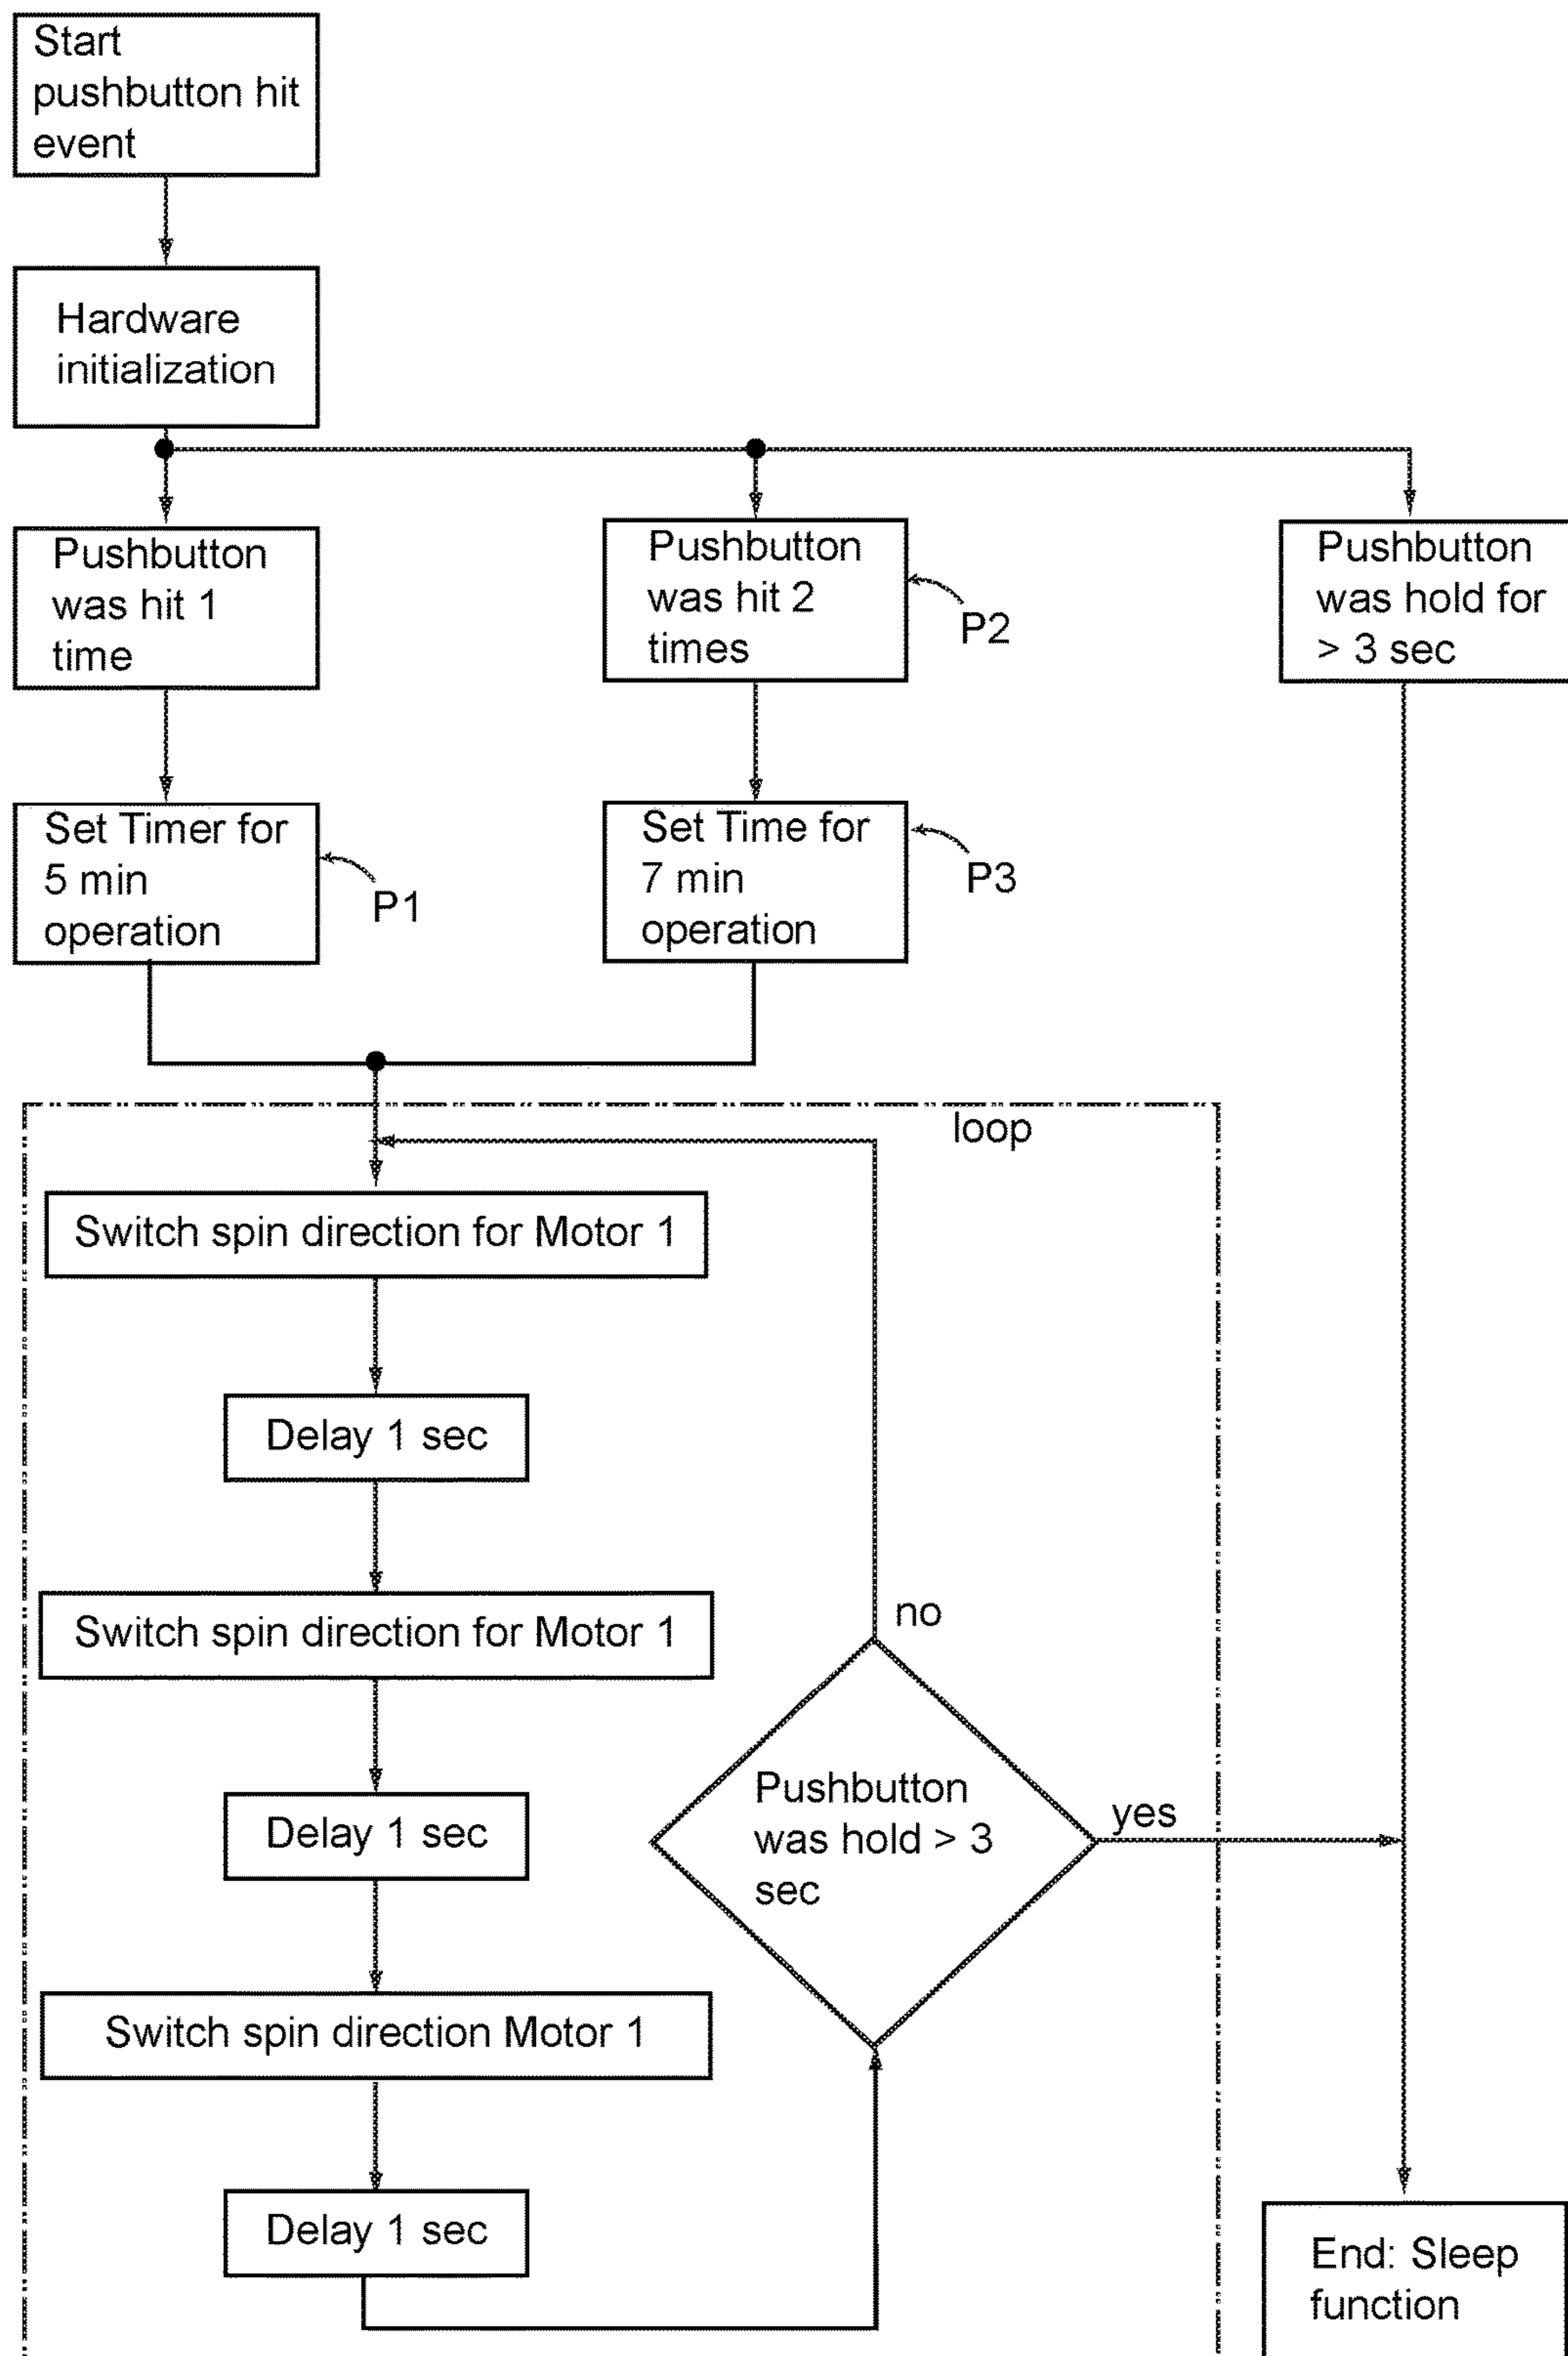 Start
pushbutton hit
event
Hardware
initialization
Pushbutton
was hit 1
time
Pushbutton
was hit 2
times
P2
Pushbutton
was hold for
> 3 sec
Set Timer for
5 min
operation
P1
Set Time for
7 min
operation
P3
loop
Switch spin direction for Motor 1
Delay 1 sec
Switch spin direction for Motor 1
no
Pushbutton
was hold > 3
sec
yes
Delay 1 sec
Switch spin direction Motor 1
Delay 1 sec
End: Sleep
function